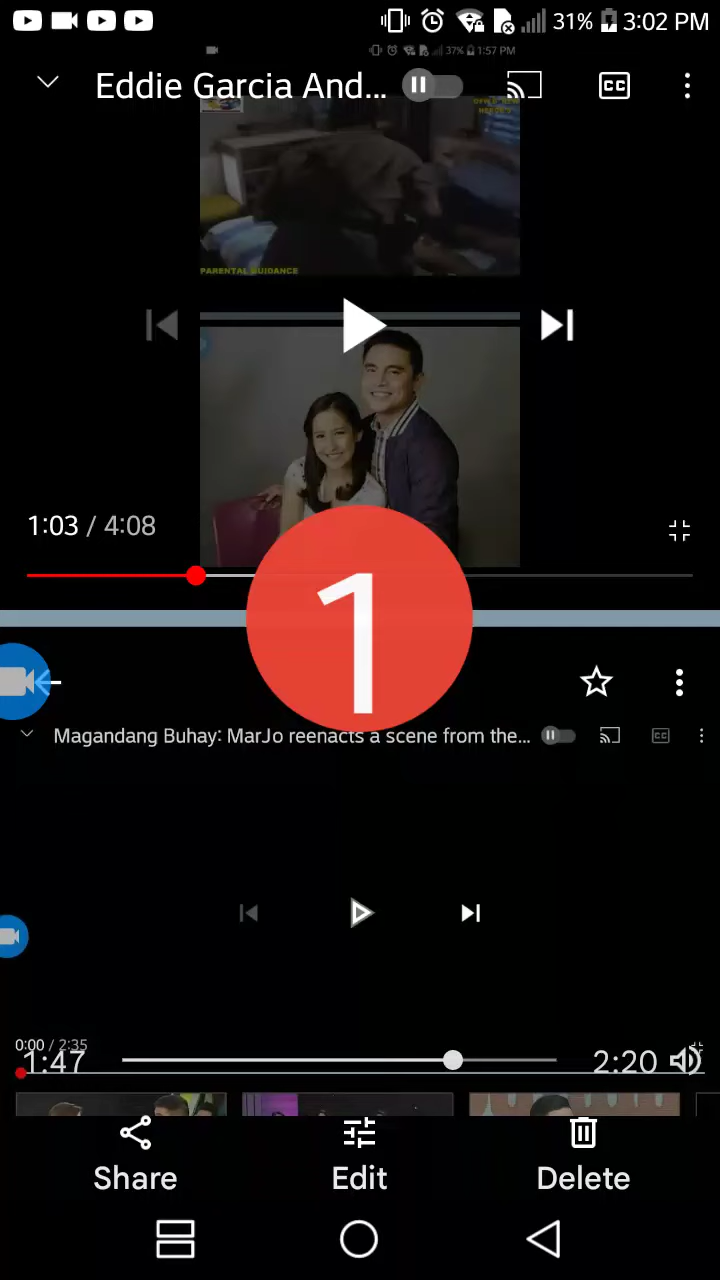 31% 3:02 PM
37% 1:57 PM
Eddie Garcia And...
CC
PARENTAL GUIDANCE
1:03 / 4:08
1
Magandang Buhay: MarJo reenacts a scene from the...
CC
0:00 / 2:35
1:47
2:20
Share
Edit
Delete